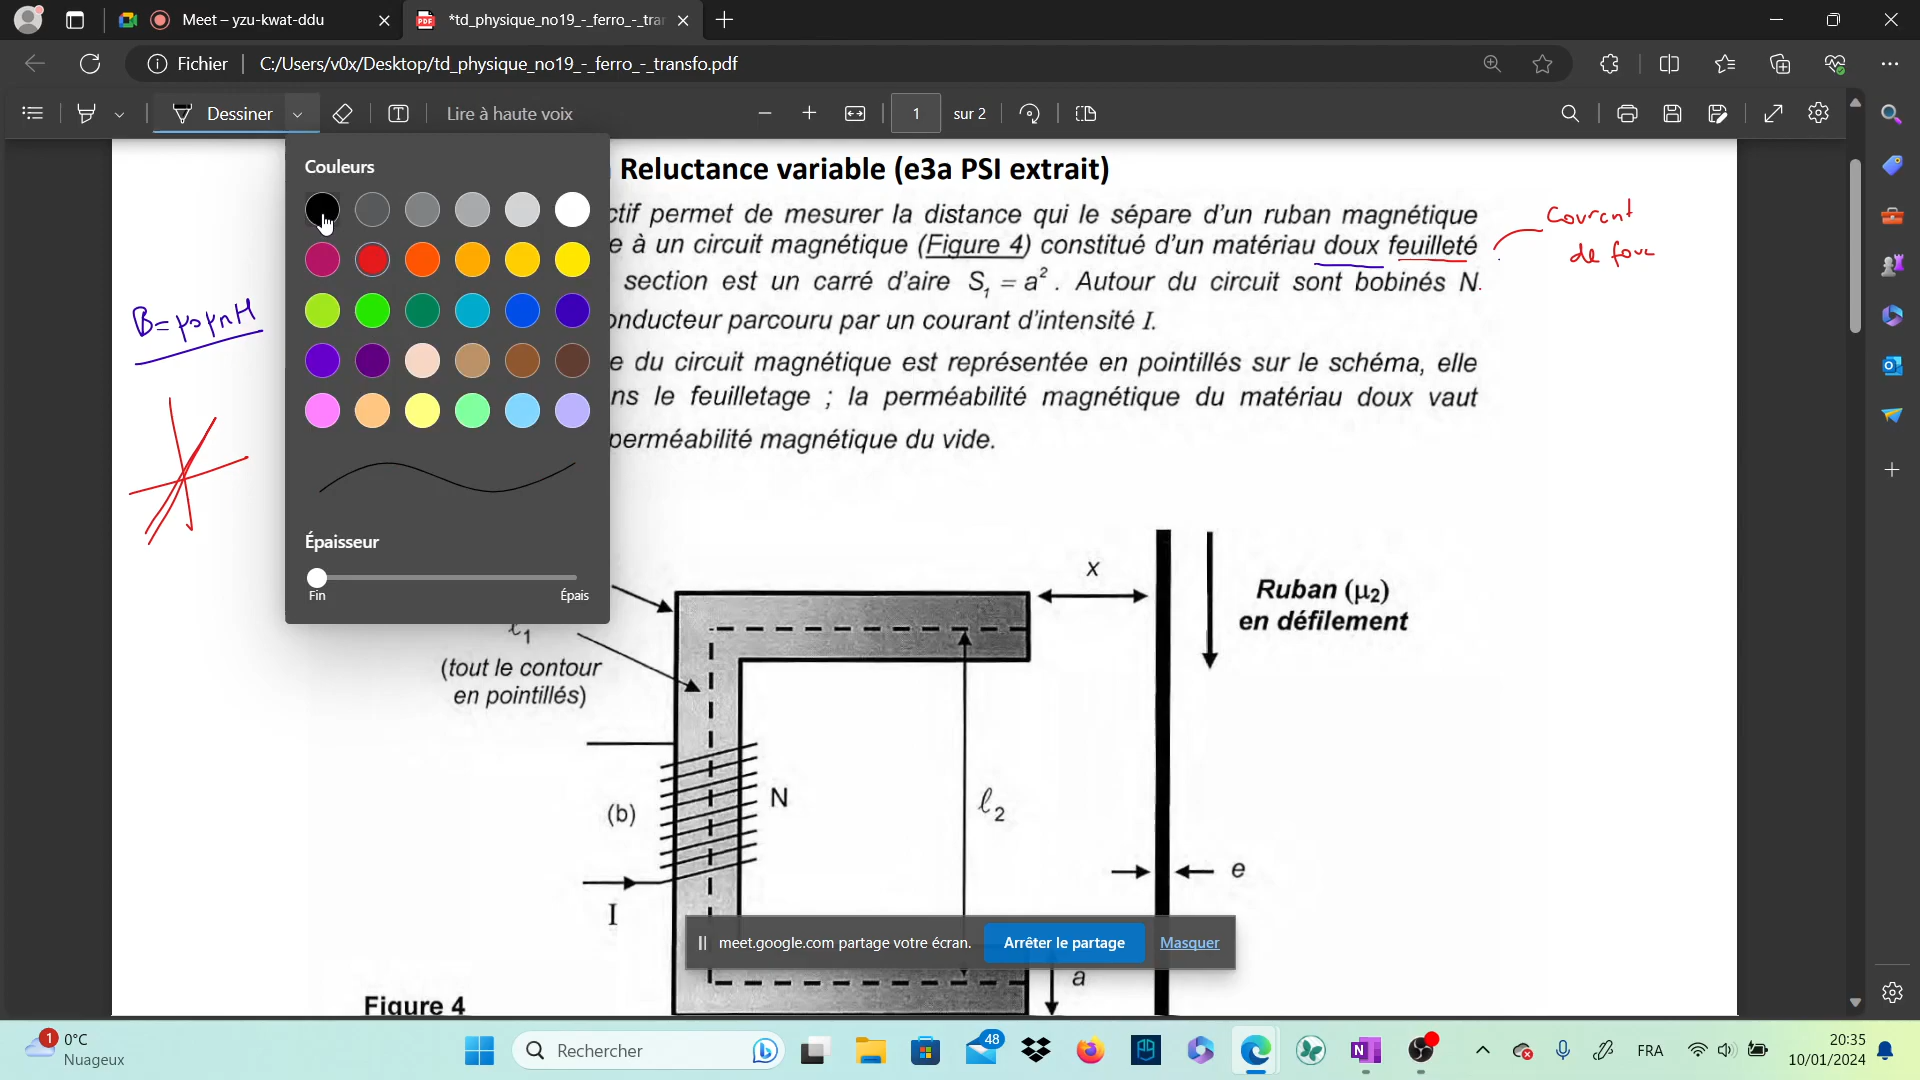 Meet – yzu-kwat-ddu
PDF
*td_physique_no19_-_ferro_-_tra
Fichier
C:/Users/v0x/Desktop/td_physique_no19_-_ferro_-_transfo.pdf
Dessiner
Lire à haute voix
1
sur 2
Couleurs
Épaisseur
Fin
Épais
Reluctance variable (e3a PSI extrait)
ctif permet de mesurer la distance qui le sépare d'un ruban magnétique
e à un circuit magnétique (Figure 4) constitué d'un matériau doux feuilleté
section est un carré d'aire S₁ = a². Autour du circuit sont bobinés N
onducteur parcouru par un courant d'intensité I.
e du circuit magnétique est représentée en pointillés sur le schéma, elle
ns le feuilletage ; la perméabilité magnétique du matériau doux vaut
perméabilité magnétique du vide.
Courant
de fouc
B=μ0μrH
x
Ruban (μ₂)
en défilement
ℓ₁
(tout le contour
en pointillés)
(b)
N
ℓ₂
e
I
a
Figure 4
meet.google.com partage votre écran.
Arrêter le partage
Masquer
1
0°C
Nuageux
Rechercher
48
FRA
20:35
10/01/2024